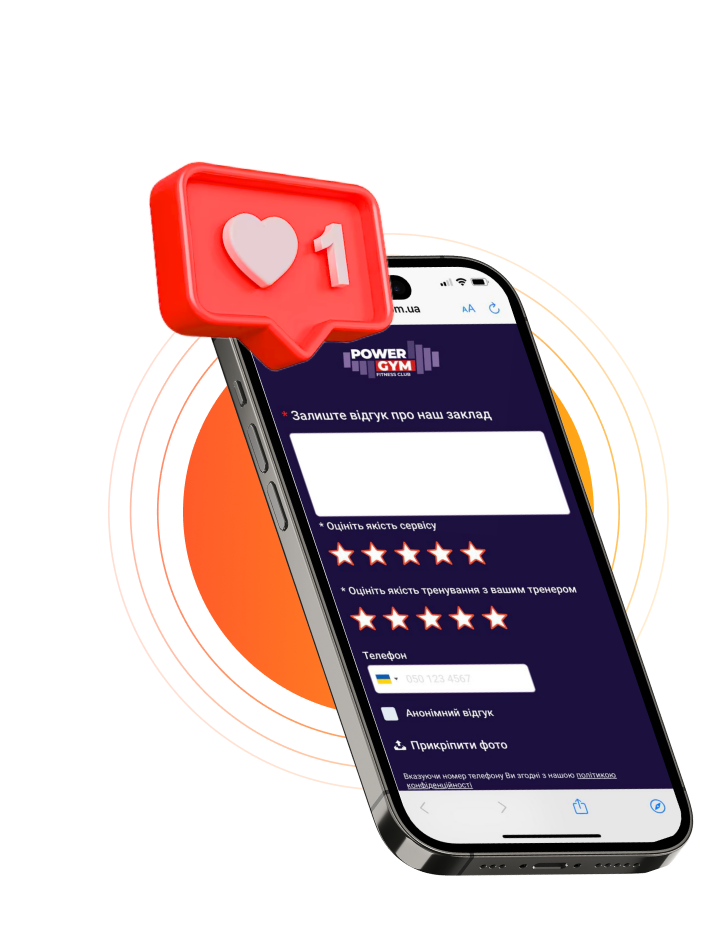 1
m.ua
AA
POWER
GYM
FITNESS CLUB
* Залиште відгук про наш заклад
* Оцініть якість сервісу
* Оцініть якість тренування з вашим тренером
Телефон
050 123 4567
Анонімний відгук
Прикріпити фото
Вказуючи номер телефону Ви згодні з нашою політикою
конфіденційності